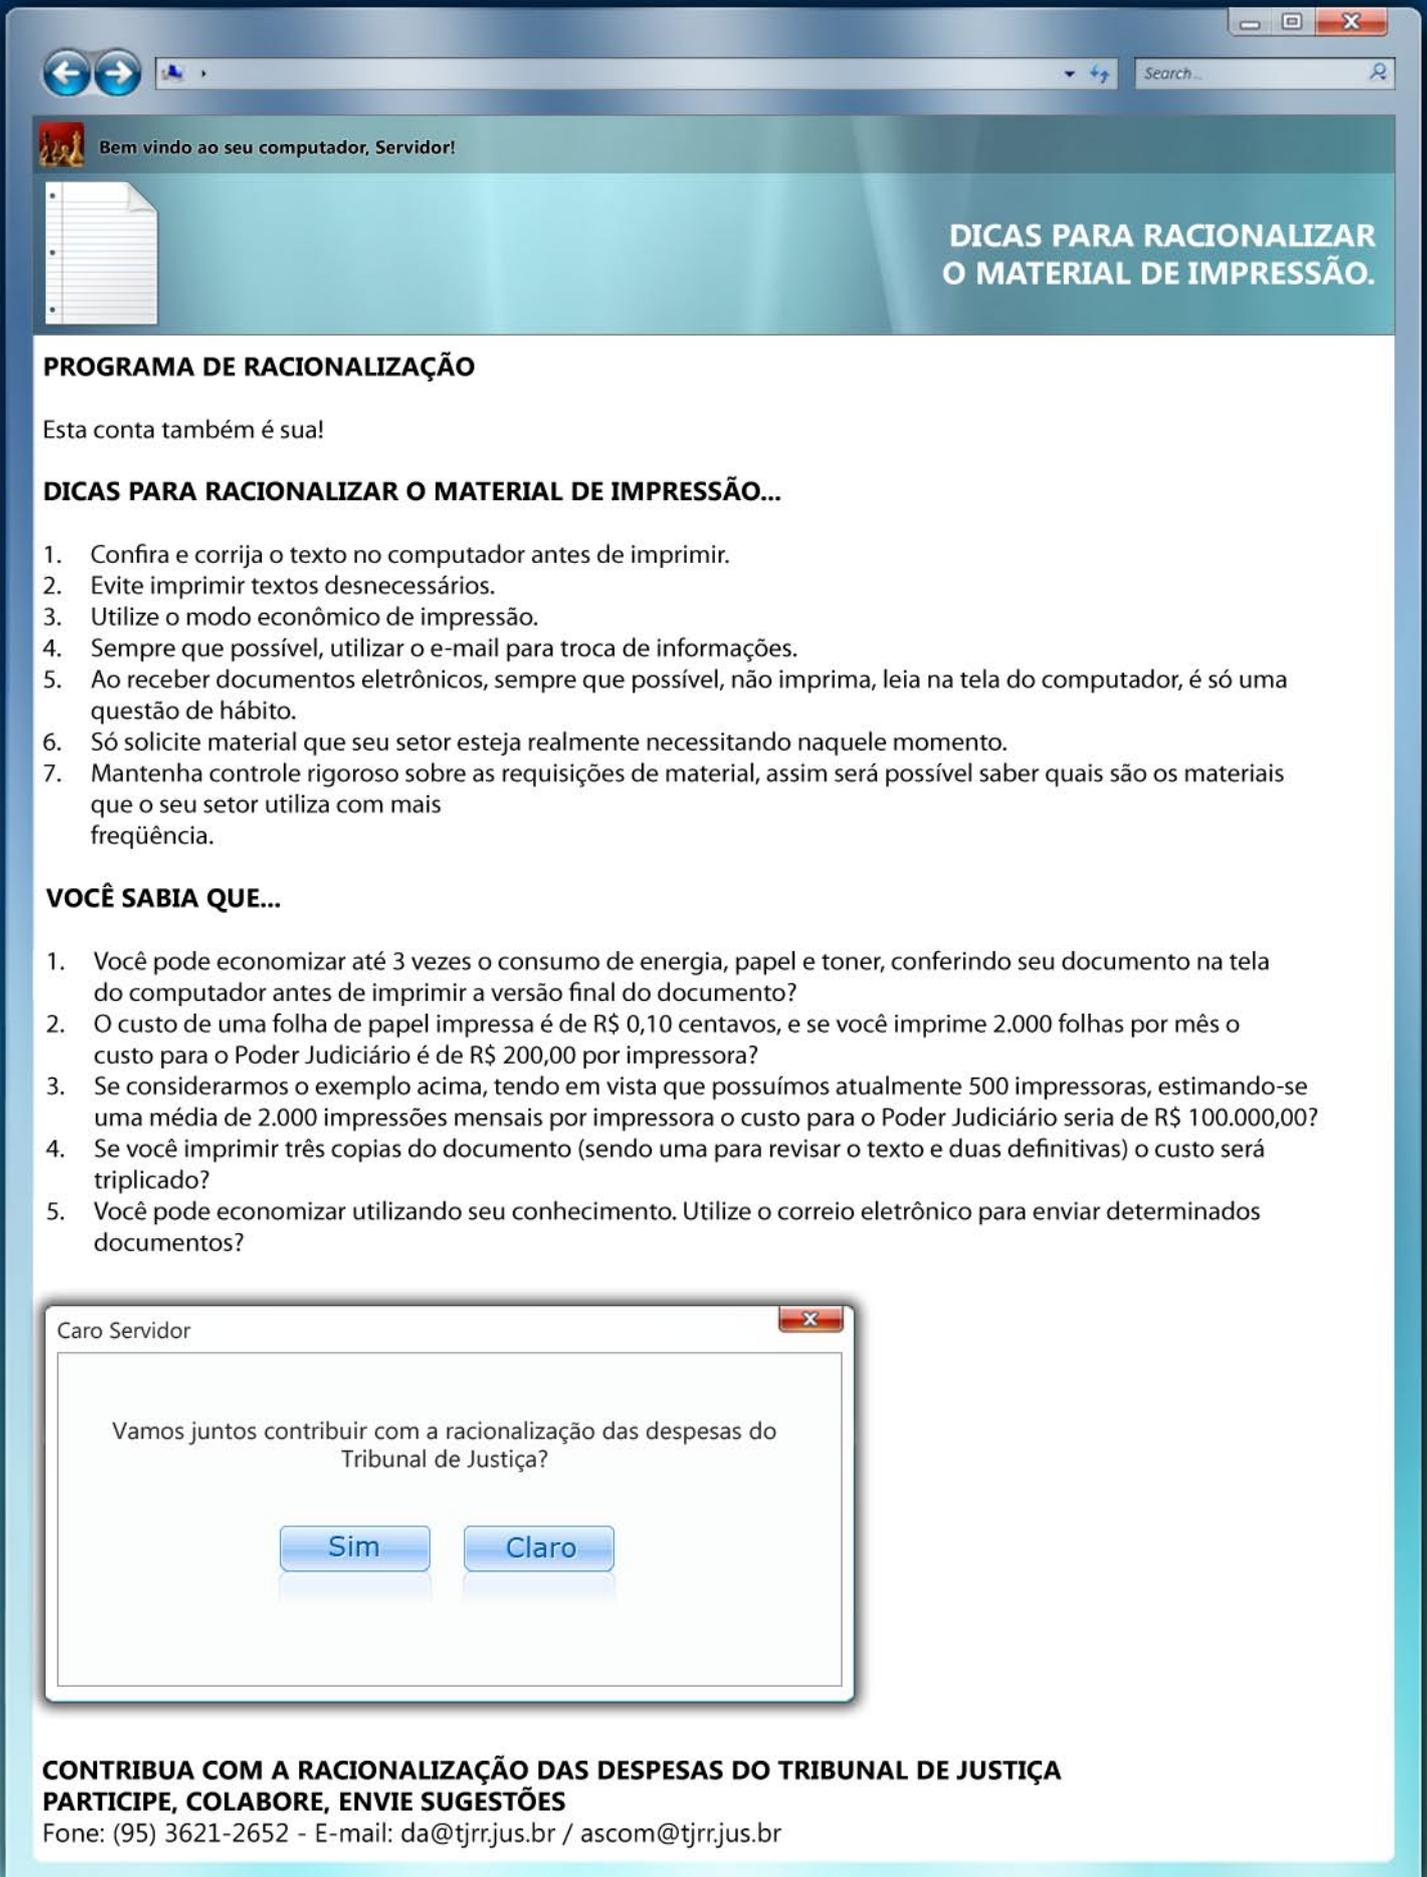 Search...
Bem vindo ao seu computador, Servidor!
DICAS PARA RACIONALIZAR
O MATERIAL DE IMPRESSÃO.
PROGRAMA DE RACIONALIZAÇÃO
Esta conta também é sua!
DICAS PARA RACIONALIZAR O MATERIAL DE IMPRESSÃO...
1. Confira e corrija o texto no computador antes de imprimir.
2. Evite imprimir textos desnecessários.
3. Utilize o modo econômico de impressão.
4. Sempre que possível, utilizar o e-mail para troca de informações.
5. Ao receber documentos eletrônicos, sempre que possível, não imprima, leia na tela do computador, é só uma
questão de hábito.
6. Só solicite material que seu setor esteja realmente necessitando naquele momento.
7. Mantenha controle rigoroso sobre as requisições de material, assim será possível saber quais são os materiais
que o seu setor utiliza com mais
freqüência.
VOCÊ SABIA QUE...
1. Você pode economizar até 3 vezes o consumo de energia, papel e toner, conferindo seu documento na tela
do computador antes de imprimir a versão final do documento?
2. O custo de uma folha de papel impressa é de R$ 0,10 centavos, e se você imprime 2.000 folhas por mês o
custo para o Poder Judiciário é de R$ 200,00 por impressora?
3. Se considerarmos o exemplo acima, tendo em vista que possuímos atualmente 500 impressoras, estimando-se
uma média de 2.000 impressões mensais por impressora o custo para o Poder Judiciário seria de R$ 100.000,00?
4. Se você imprimir três copias do documento (sendo uma para revisar o texto e duas definitivas) o custo será
triplicado?
5. Você pode economizar utilizando seu conhecimento. Utilize o correio eletrônico para enviar determinados
documentos?
Caro Servidor
Vamos juntos contribuir com a racionalização das despesas do
Tribunal de Justiça?
Sim Claro
CONTRIBUA COM A RACIONALIZAÇÃO DAS DESPESAS DO TRIBUNAL DE JUSTIÇA
PARTICIPE, COLABORE, ENVIE SUGESTÕES
Fone: (95) 3621-2652 - E-mail: da@tjrr.jus.br / ascom@tjrr.jus.br